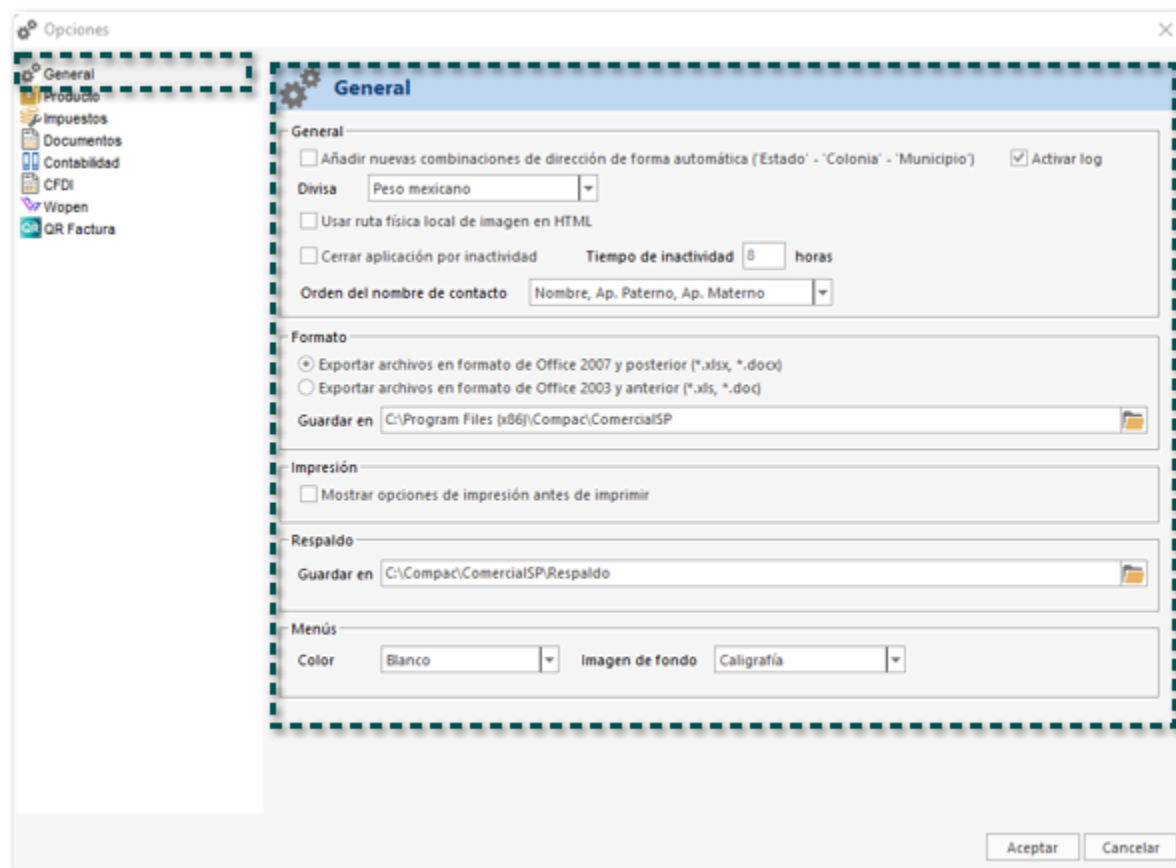 Opciones
General
Producto
Impuestos
Documentos
Contabilidad
CFDI
Wopen
QR Factura
General
General
Añadir nuevas combinaciones de dirección de forma automática ('Estado' - 'Colonia' - 'Municipio') Activar log
Divisa Peso mexicano
Usar ruta física local de imagen en HTML
Cerrar aplicación por inactividad Tiempo de inactividad 8 horas
Orden del nombre de contacto Nombre, Ap. Paterno, Ap. Materno
Formato
Exportar archivos en formato de Office 2007 y posterior (*.xlsx, *.docx)
Exportar archivos en formato de Office 2003 y anterior (*.xls, *.doc)
Guardar en C:\Program Files (x86)\Compac\ComercialSP
Impresión
Mostrar opciones de impresión antes de imprimir
Respaldo
Guardar en C:\Compac\ComercialSP\Respaldo
Menús
Color Blanco Imagen de fondo Caligrafía
Aceptar Cancelar